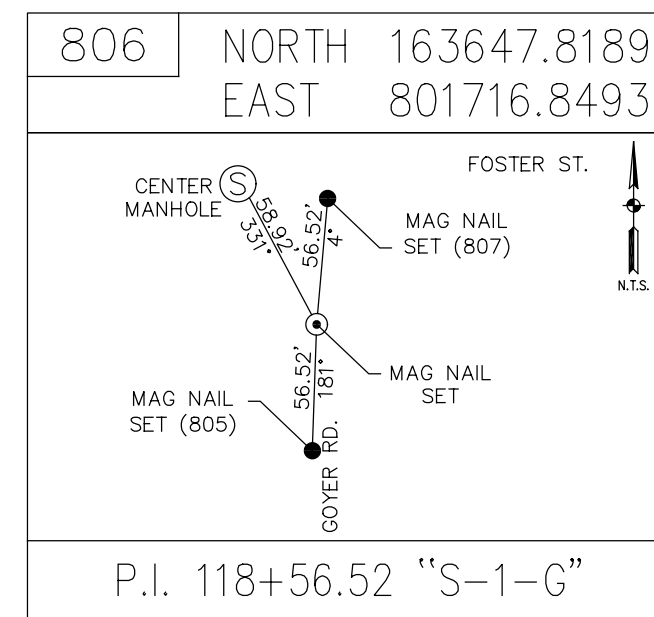 806
NORTH 163647.8189
EAST 801716.8493
FOSTER ST.
CENTER
MANHOLE
S
58.92'
331°
56.52'
4°
MAG NAIL
SET (807)
N.T.S.
56.52'
181°
MAG NAIL
SET
MAG NAIL
SET (805)
GOYER RD.
P.I. 118+56.52 "S-1-G"